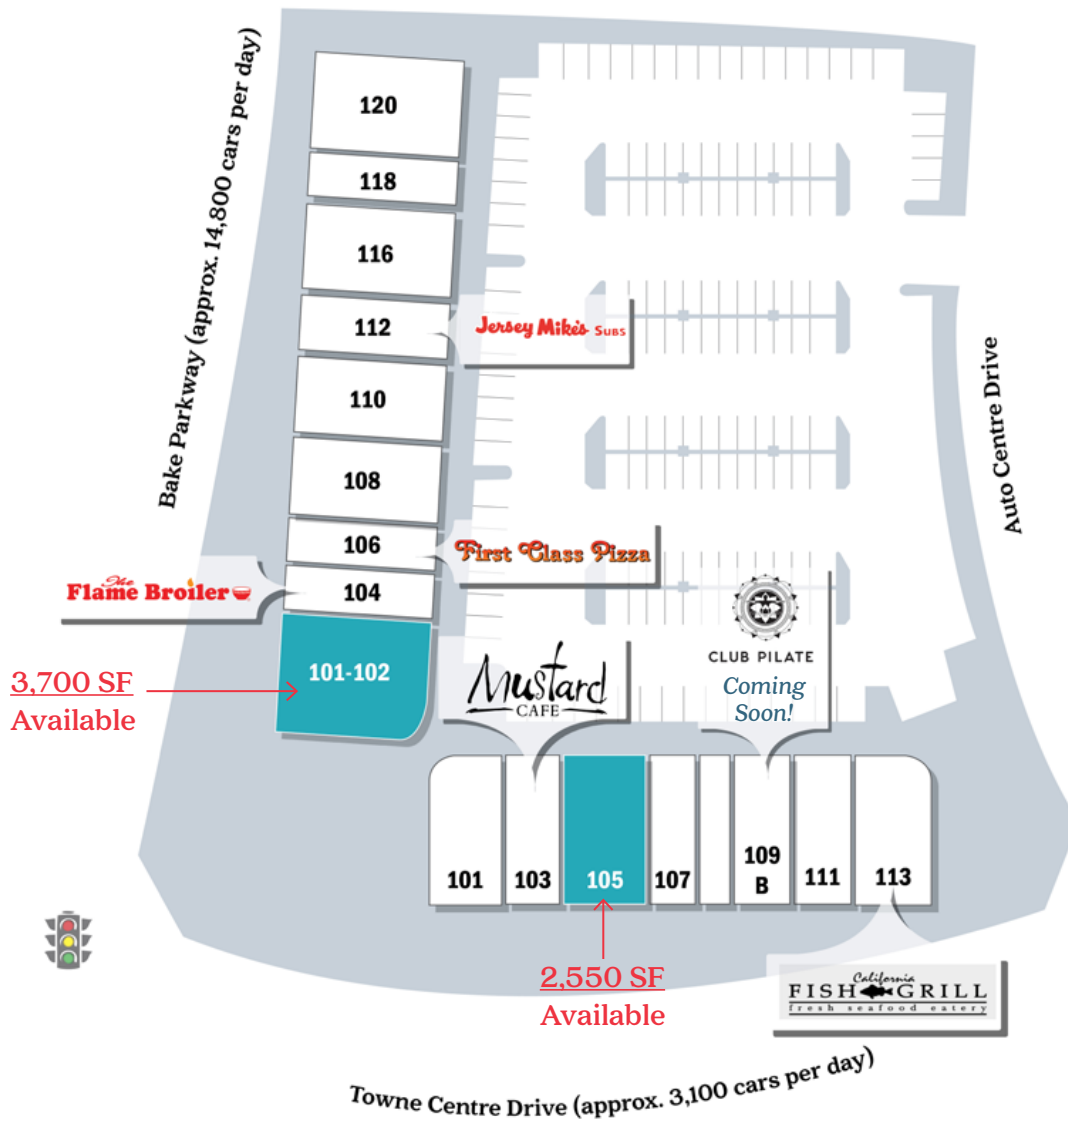 Bake Parkway (approx. 14,800 cars per day)
120
118
116
112
Jersey Mike's SUBS
110
108
106
First Class Pizza
The
Flame Broiler
104
101-102
3,700 SF
Available
Auto Centre Drive
Mustard
CAFE
CLUB PILATE
Coming
Soon!
101
103
105
107
109
B
111
113
2,550 SF
Available
California
FISH GRILL
fresh seafood eatery
Towne Centre Drive (approx. 3,100 cars per day)